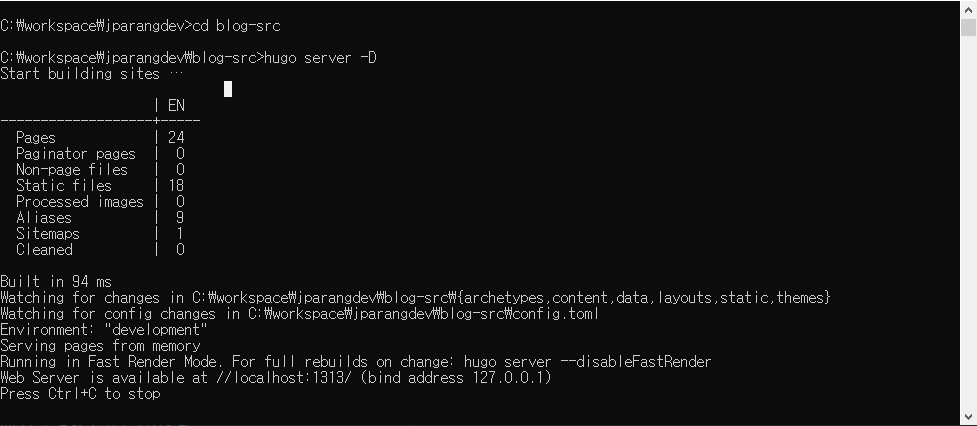 C:₩workspace₩jparangdev>cd blog-src
C:₩workspace₩jparangdev₩blog-src>hugo server -D
Start building sites …
                   | EN
-------------------+-----
  Pages            | 24
  Paginator pages  |  0
  Non-page files   |  0
  Static files     | 18
  Processed images |  0
  Aliases          |  9
  Sitemaps         |  1
  Cleaned          |  0
Built in 94 ms
Watching for changes in C:₩workspace₩jparangdev₩blog-src₩{archetypes,content,data,layouts,static,themes}
Watching for config changes in C:₩workspace₩jparangdev₩blog-src₩config.toml
Environment: "development"
Serving pages from memory
Running in Fast Render Mode. For full rebuilds on change: hugo server --disableFastRender
Web Server is available at //localhost:1313/ (bind address 127.0.0.1)
Press Ctrl+C to stop